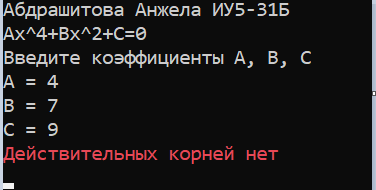 Абдрашитова Анжела ИУ5-31Б
Ax^4+Bx^2+C=0
Введите коэффициенты A, B, C
A = 4
B = 7
C = 9
Действительных корней нет